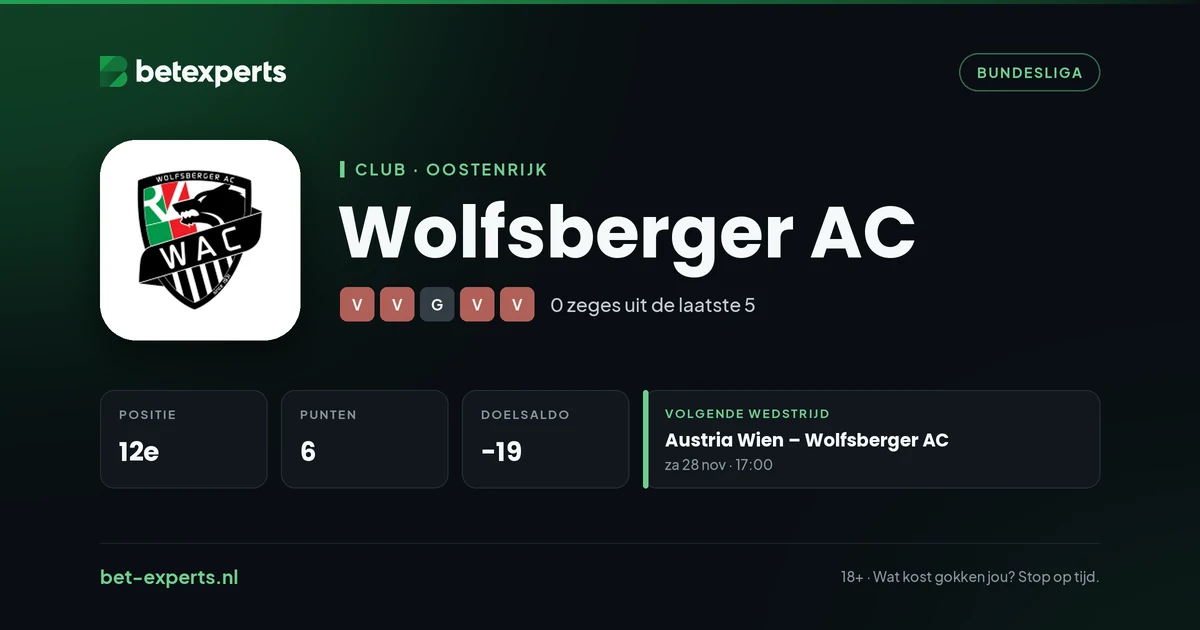 betexperts
BUNDESLIGA
WOLFSBERGER AC
WAC
CLUB · OOSTENRIJK
Wolfsberger AC
V V G V V 0 zeges uit de laatste 5
POSITIE
12e
PUNTEN
6
DOELSALDO
−19
VOLGENDE WEDSTRIJD
Austria Wien – Wolfsberger AC
za 28 nov · 17:00
bet-experts.nl
18+ · Wat kost gokken jou? Stop op tijd.